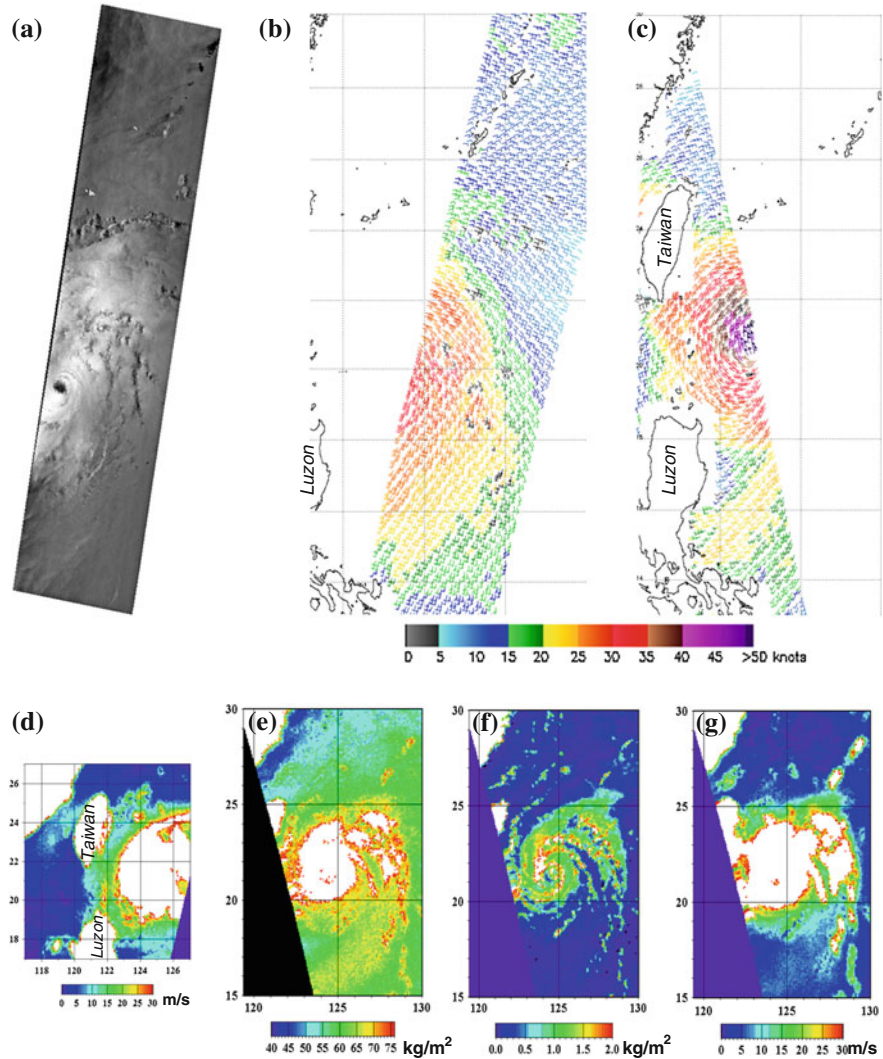 (a)
(b)
(c)
Taiwan
Luzon
Luzon
0 5 10 15 20 25 30 35 40 45 >50 knots
(d)
(e)
(f)
(g)
26
24
22
20
18
118 120 122 124 126
Taiwan
Luzon
0 5 10 15 20 25 30 m/s
30
25
20
15
120 125 130
40 45 50 55 60 65 70 75 kg/m²
30
25
20
15
120 125 130
0.0 0.5 1.0 1.5 2.0 kg/m²
30
25
20
15
120 125 130
0 5 10 15 20 25 30 m/s